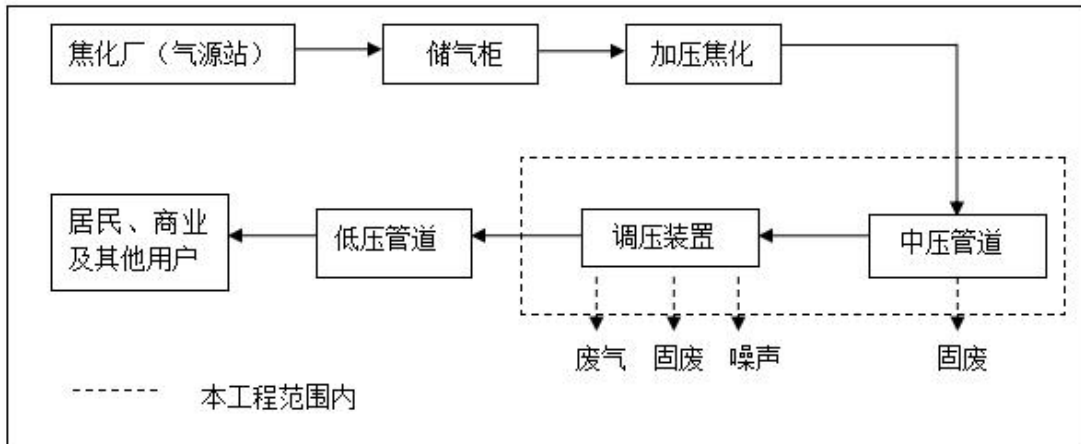 焦化厂（气源站）
储气柜
加压焦化
居民、商业
及其他用户
低压管道
调压装置
中压管道
废气
固废
噪声
固废
本工程范围内